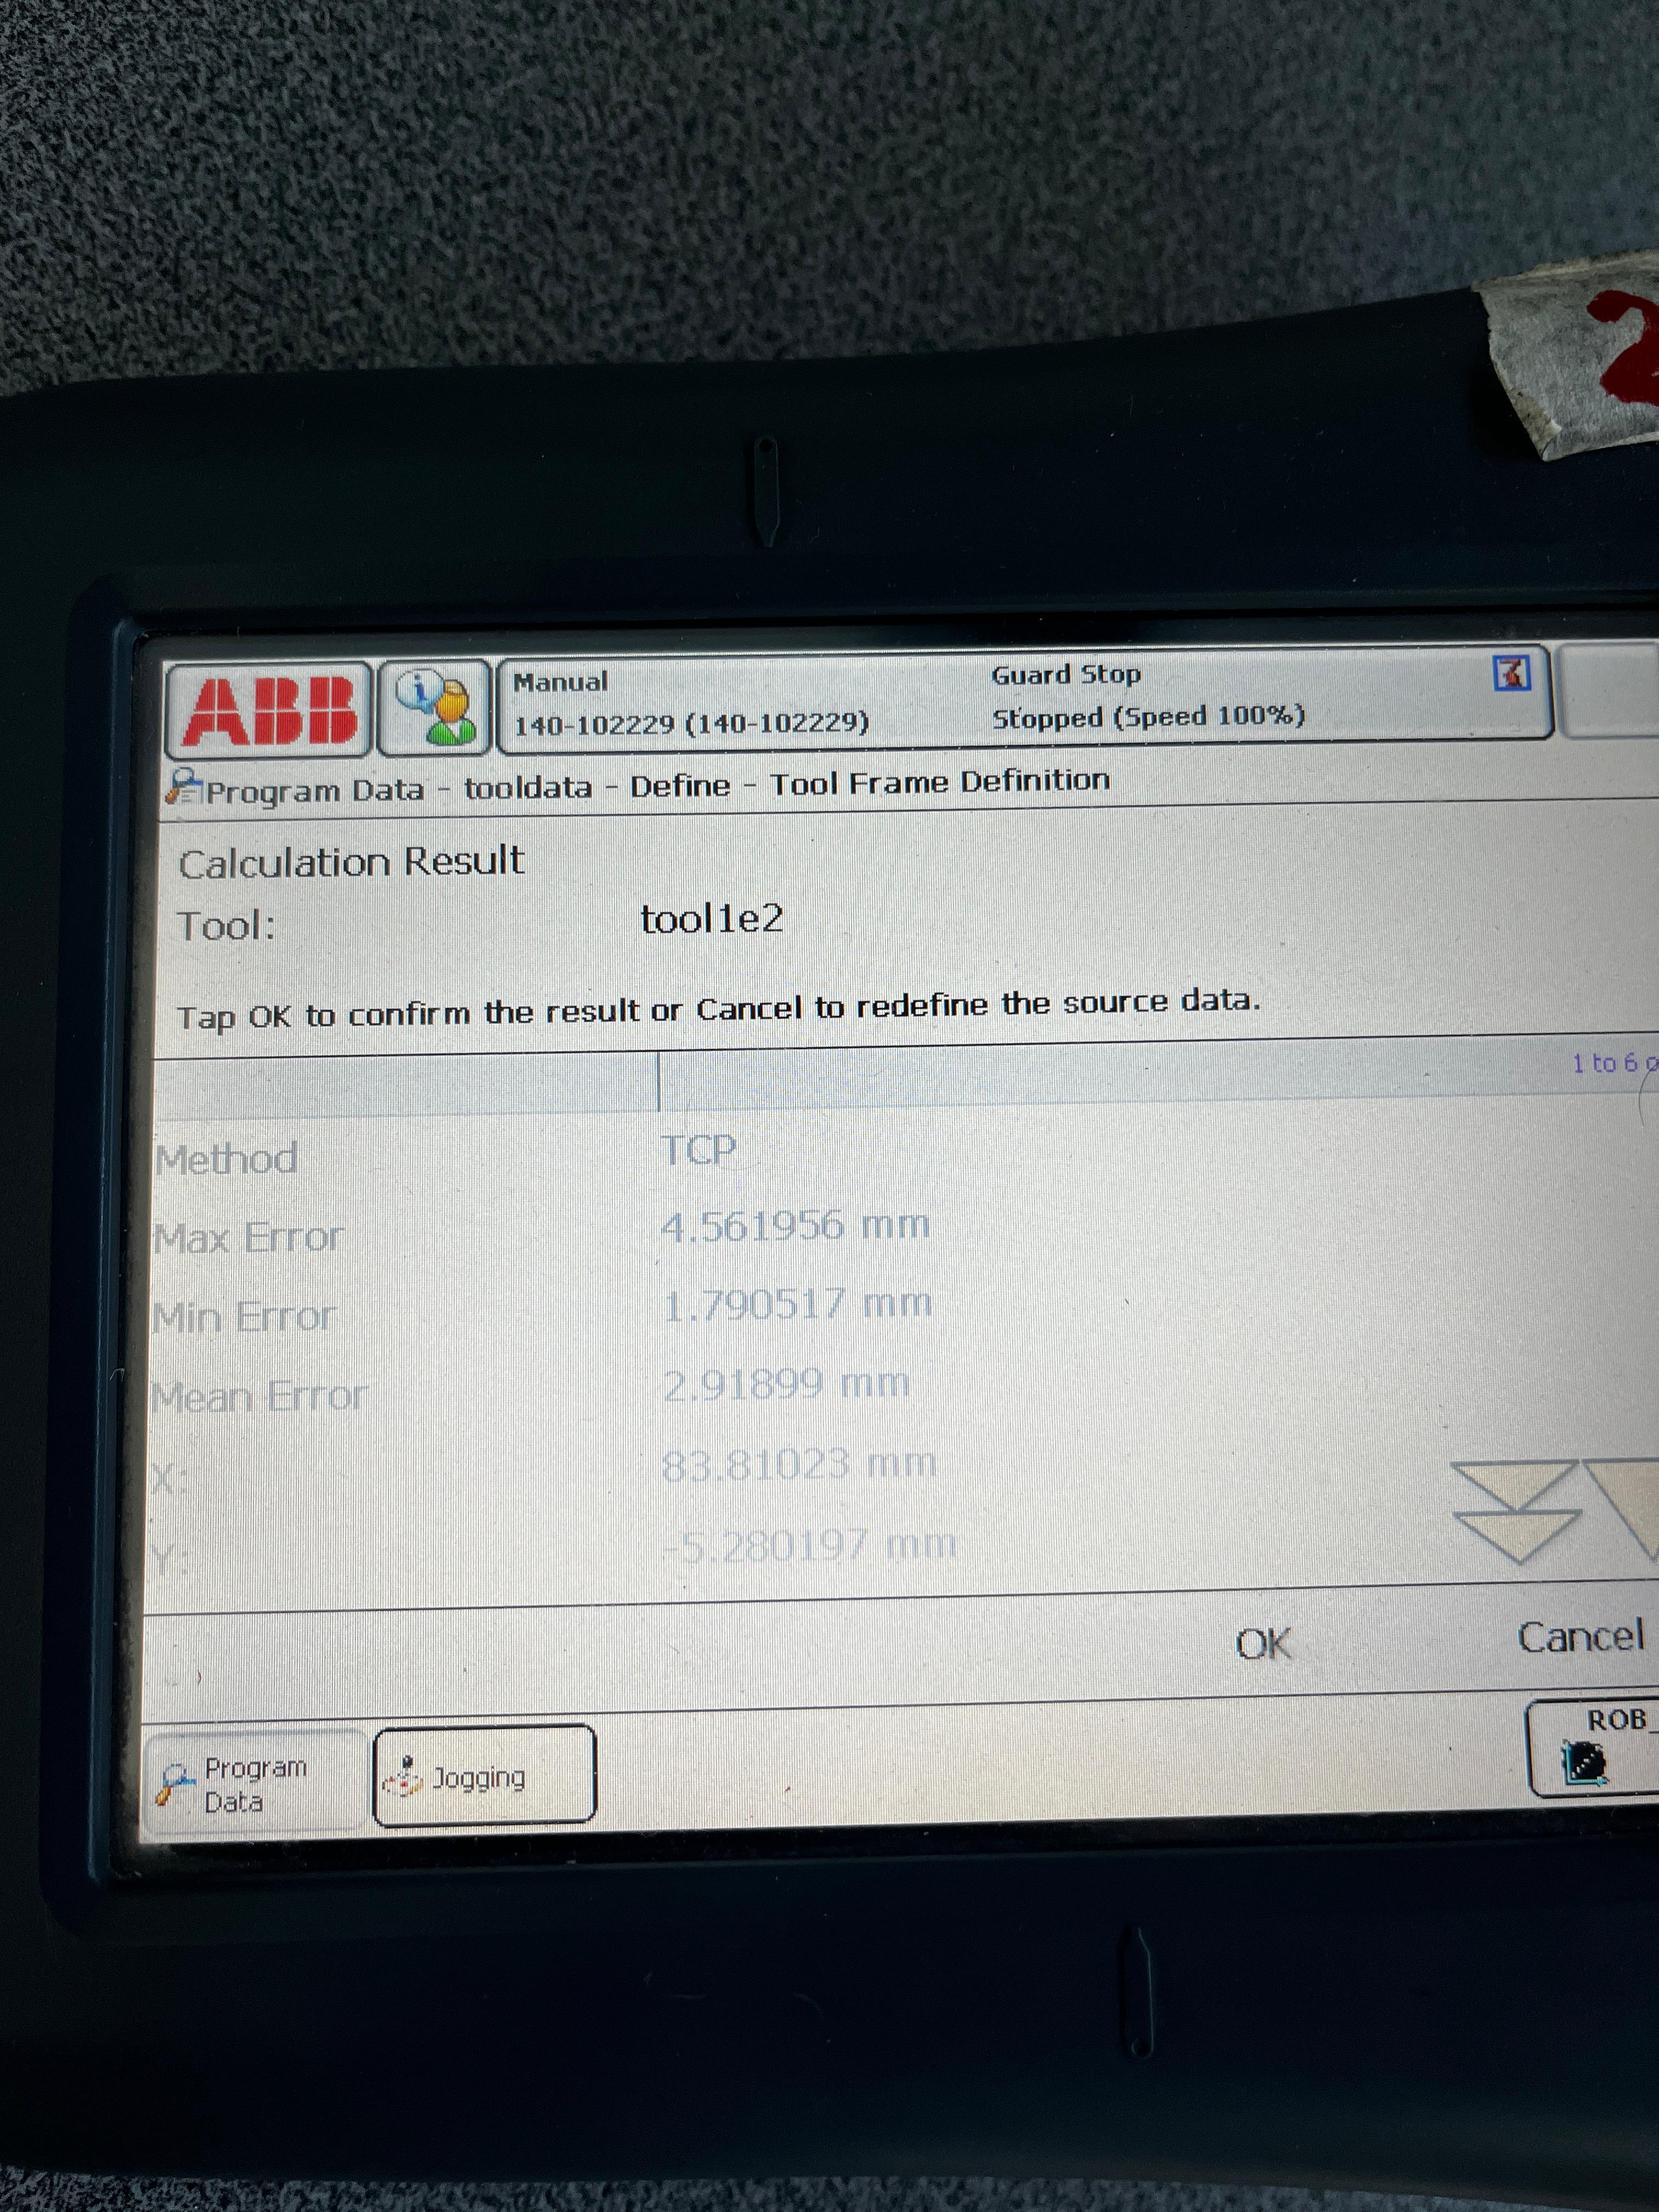 2
ABB
Manual
Guard Stop
140-102229 (140-102229)
Stopped (Speed 100%)
Program Data - tooldata - Define - Tool Frame Definition
Calculation Result
Tool: tool1e2
Tap OK to confirm the result or Cancel to redefine the source data.
1 to 6 o
Method TCP
Max Error 4.561956 mm
Min Error 1.790517 mm
Mean Error 2.91899 mm
X: 83.81023 mm
Y: -5.280197 mm
OK Cancel
Program
Data
Jogging
ROB_